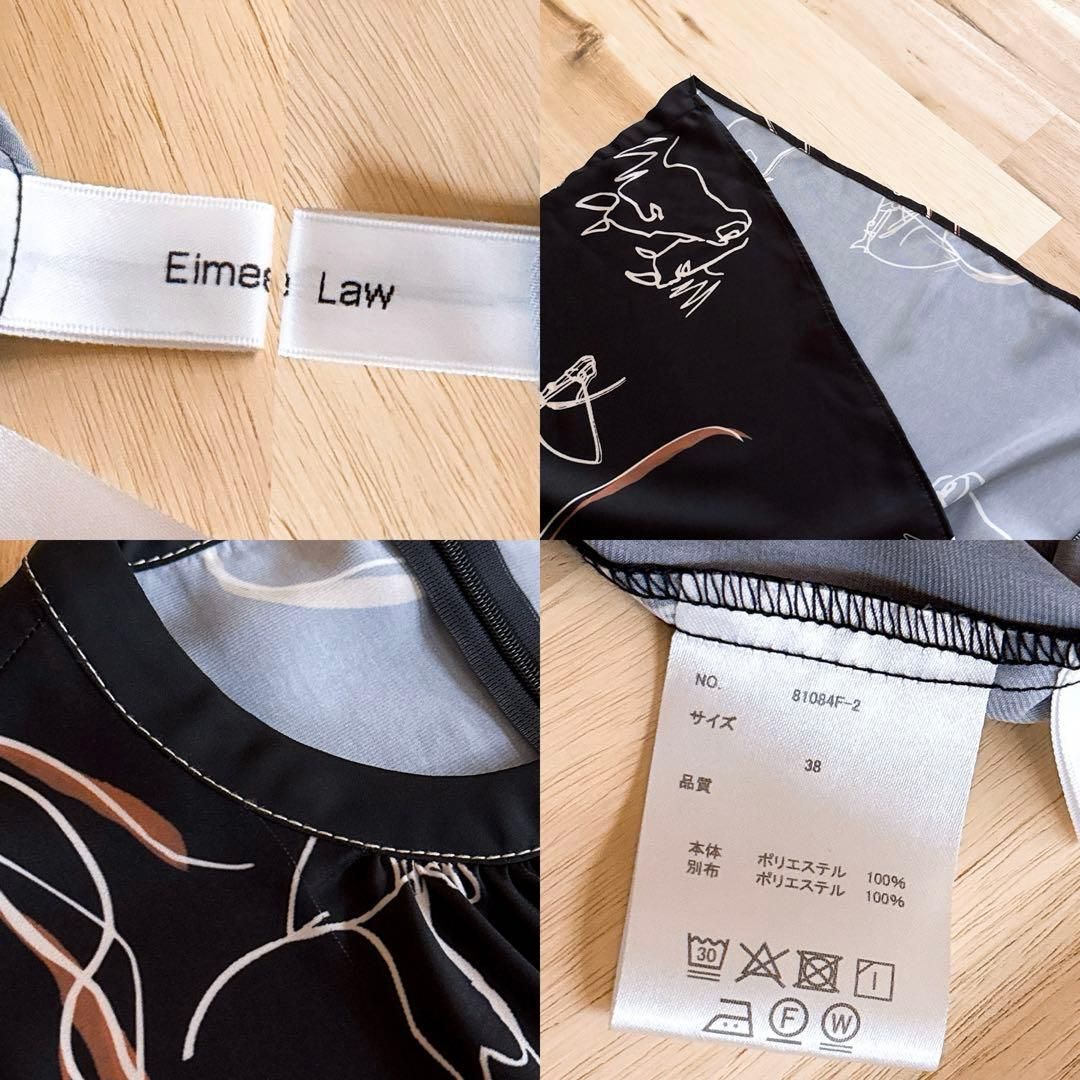 Eimee Law
NO. 81084F-2
サイズ
38
品質
本体 ポリエステル 100%
別布 ポリエステル 100%
30
F W